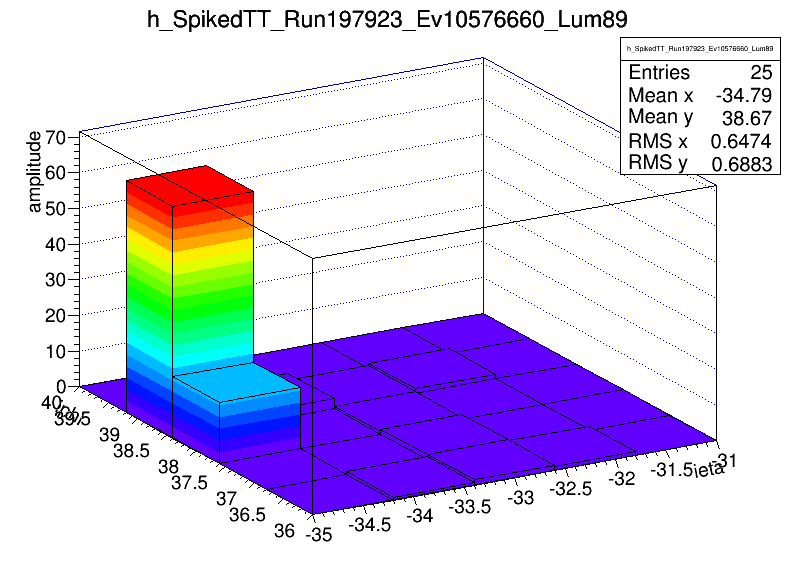 h_SpikedTT_Run197923_Ev10576660_Lum89
h_SpikedTT_Run197923_Ev10576660_Lum89
Entries 25
Mean x -34.79
Mean y 38.67
RMS x 0.6474
RMS y 0.6883
amplitude
70
60
50
40
30
20
10
0
40
39.5
39
38.5
38
37.5
37
36.5
36
-35
-34.5
-34
-33.5
-33
-32.5
-32
-31.5
-31
ieta